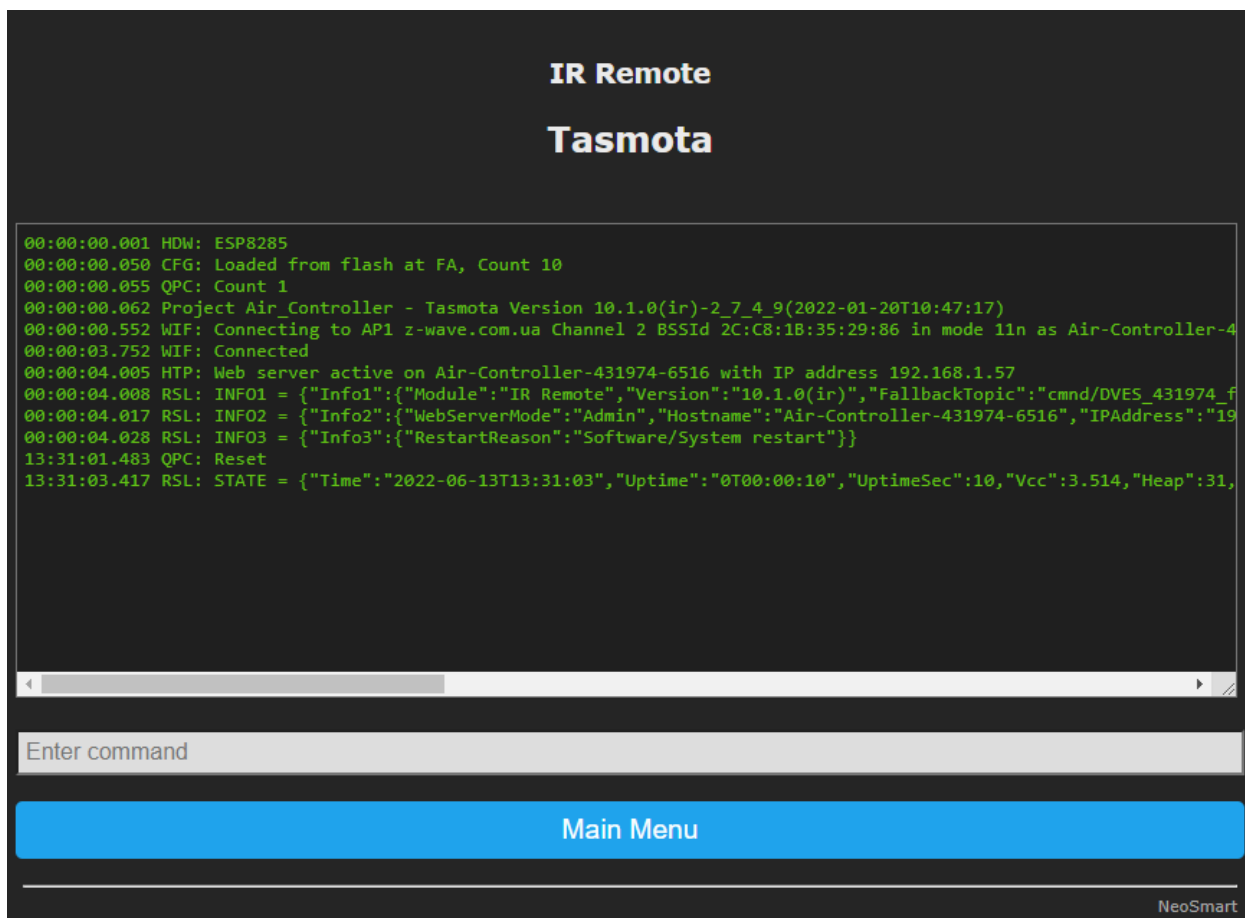 IR Remote
Tasmota
00:00:00.001 HDW: ESP8285
00:00:00.050 CFG: Loaded from flash at FA, Count 10
00:00:00.055 QPC: Count 1
00:00:00.062 Project Air_Controller - Tasmota Version 10.1.0(ir)-2_7_4_9(2022-01-20T10:47:17)
00:00:00.552 WIF: Connecting to AP1 z-wave.com.ua Channel 2 BSSId 2C:C8:1B:35:29:86 in mode 11n as Air-Controller-4
00:00:03.752 WIF: Connected
00:00:04.005 HTP: Web server active on Air-Controller-431974-6516 with IP address 192.168.1.57
00:00:04.008 RSL: INFO1 = {"Info1":{"Module":"IR Remote","Version":"10.1.0(ir)","FallbackTopic":"cmnd/DVES_431974_f
00:00:04.017 RSL: INFO2 = {"Info2":{"WebServerMode":"Admin","Hostname":"Air-Controller-431974-6516","IPAddress":"19
00:00:04.028 RSL: INFO3 = {"Info3":{"RestartReason":"Software/System restart"}}
13:31:01.483 QPC: Reset
13:31:03.417 RSL: STATE = {"Time":"2022-06-13T13:31:03","Uptime":"0T00:00:10","UptimeSec":10,"Vcc":3.514,"Heap":31,
Enter command
Main Menu
NeoSmart